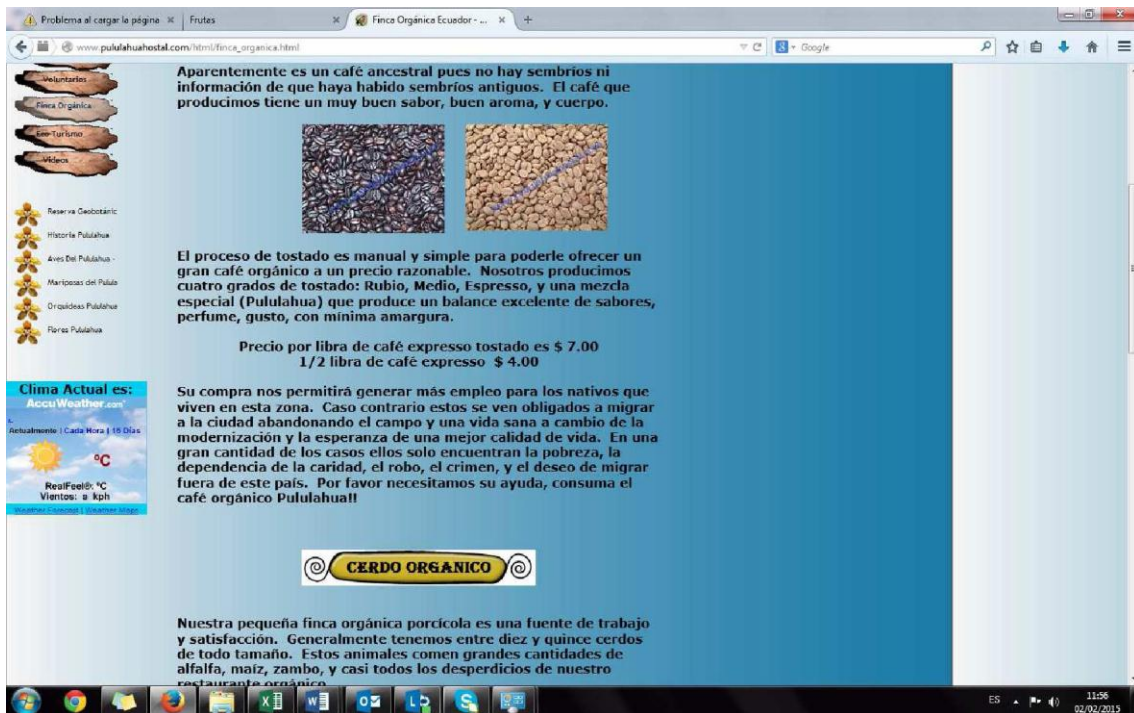 Problema al cargar la página
Frutas
Finca Orgánica Ecuador - ...
www.pululahuahostal.com/html/finca_organica.html
Google
Voluntarios
Finca Orgánica
Eco-Turismo
Videos
Reserva Geobotánic
Historia Pululahua
Aves Del Pululahua -
Mariposas del Pulula
Orquideas Pululahua
Flores Pululahua
Clima Actual es:
AccuWeather.com
Actualmente | Cada Hora | 15 Días
°C
RealFeel®: °C
Vientos: a kph
Weather Forecast | Weather Maps
Aparentemente es un café ancestral pues no hay sembríos ni
información de que haya habido sembríos antiguos. El café que
producimos tiene un muy buen sabor, buen aroma, y cuerpo.
El proceso de tostado es manual y simple para poderle ofrecer un
gran café orgánico a un precio razonable. Nosotros producimos
cuatro grados de tostado: Rubio, Medio, Espresso, y una mezcla
especial (Pululahua) que produce un balance excelente de sabores,
perfume, gusto, con mínima amargura.
Precio por libra de café expresso tostado es $ 7.00
1/2 libra de café expresso $ 4.00
Su compra nos permitirá generar más empleo para los nativos que
viven en esta zona. Caso contrario estos se ven obligados a migrar
a la ciudad abandonando el campo y una vida sana a cambio de la
modernización y la esperanza de una mejor calidad de vida. En una
gran cantidad de los casos ellos solo encuentran la pobreza, la
dependencia de la caridad, el robo, el crimen, y el deseo de migrar
fuera de este país. Por favor necesitamos su ayuda, consuma el
café orgánico Pululahua!!
CERDO ORGANICO
Nuestra pequeña finca orgánica porcícola es una fuente de trabajo
y satisfacción. Generalmente tenemos entre diez y quince cerdos
de todo tamaño. Estos animales comen grandes cantidades de
alfalfa, maíz, zambo, y casi todos los desperdicios de nuestro
restaurante orgánico
ES
11:56
02/02/2015